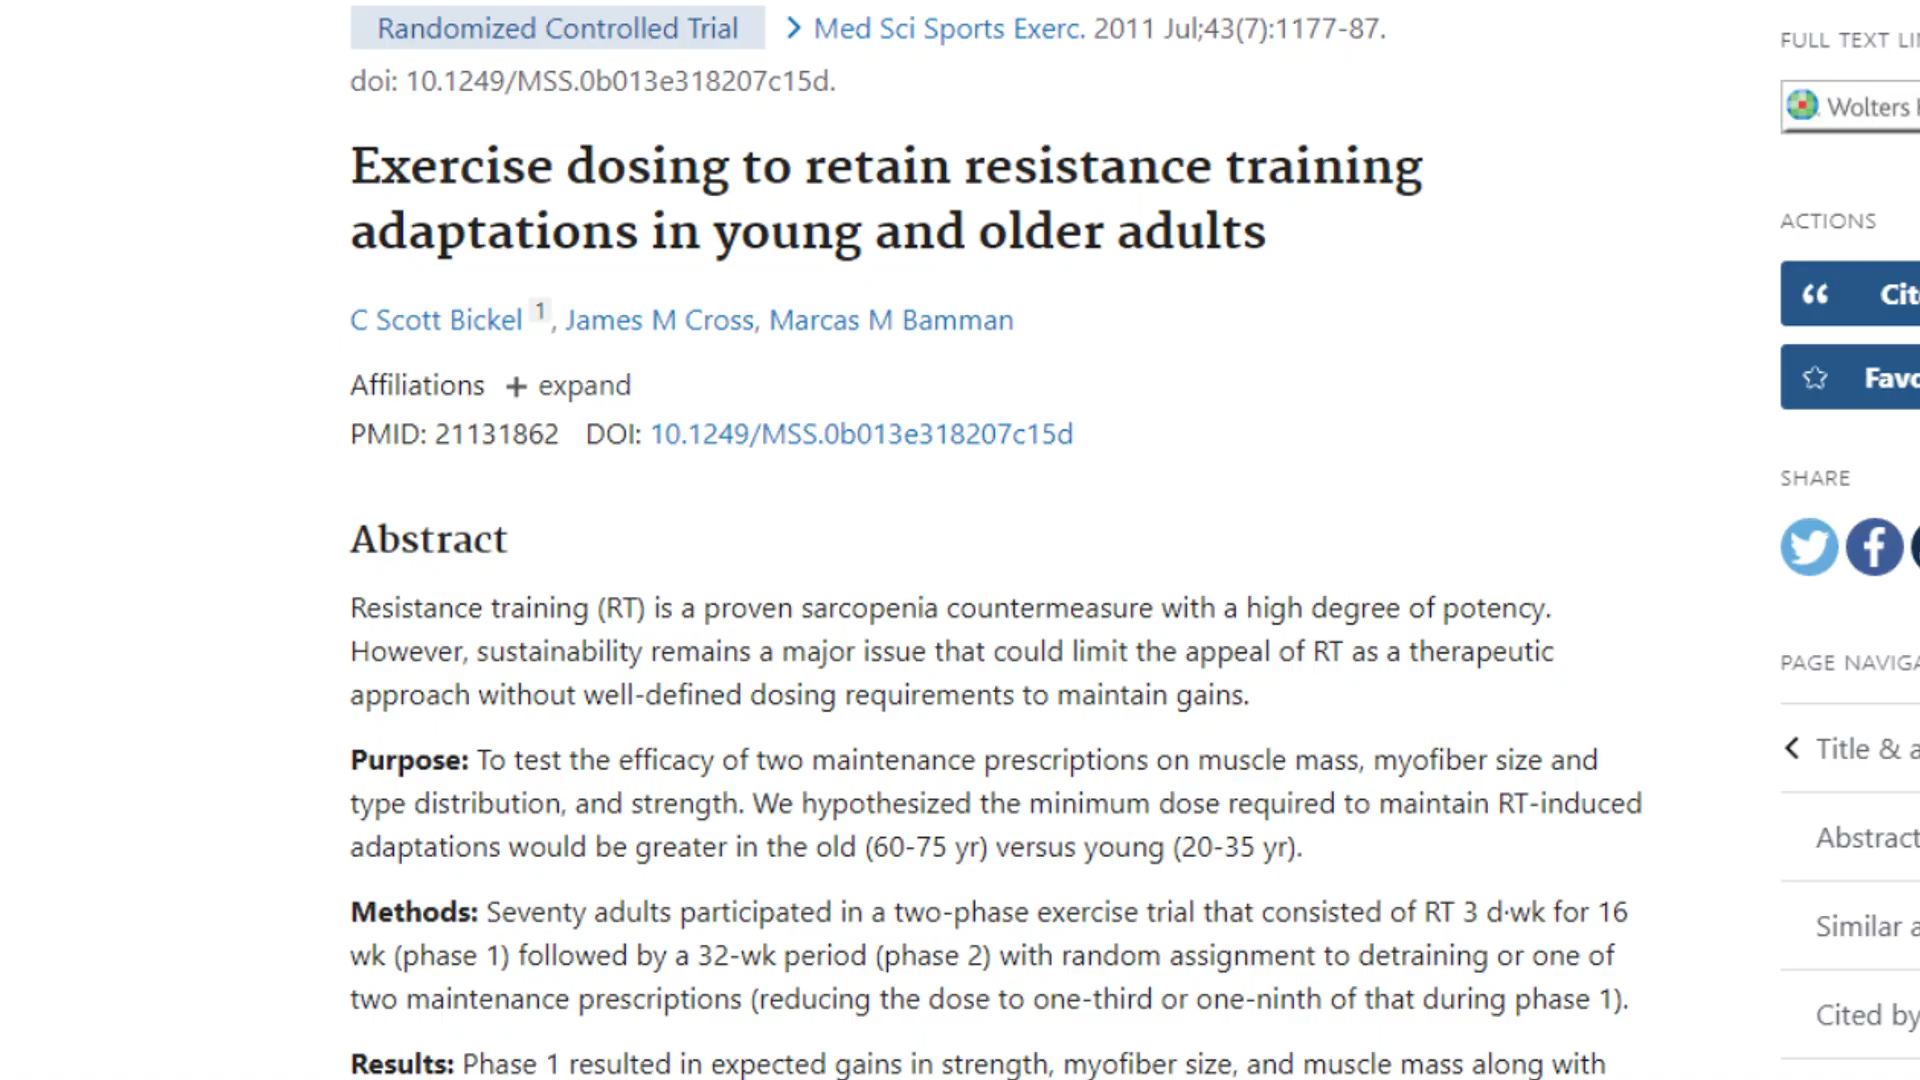 Randomized Controlled Trial > Med Sci Sports Exerc. 2011 Jul;43(7):1177-87.
doi: 10.1249/MSS.0b013e318207c15d.
Exercise dosing to retain resistance training
adaptations in young and older adults
C Scott Bickel 1, James M Cross, Marcas M Bamman
Affiliations + expand
PMID: 21131862 DOI: 10.1249/MSS.0b013e318207c15d
Abstract
Resistance training (RT) is a proven sarcopenia countermeasure with a high degree of potency.
However, sustainability remains a major issue that could limit the appeal of RT as a therapeutic
approach without well-defined dosing requirements to maintain gains.
Purpose: To test the efficacy of two maintenance prescriptions on muscle mass, myofiber size and
type distribution, and strength. We hypothesized the minimum dose required to maintain RT-induced
adaptations would be greater in the old (60-75 yr) versus young (20-35 yr).
Methods: Seventy adults participated in a two-phase exercise trial that consisted of RT 3 d·wk for 16
wk (phase 1) followed by a 32-wk period (phase 2) with random assignment to detraining or one of
two maintenance prescriptions (reducing the dose to one-third or one-ninth of that during phase 1).
Results: Phase 1 resulted in expected gains in strength, myofiber size, and muscle mass along with
FULL TEXT LI
Wolters
ACTIONS
Cit
Favo
SHARE
PAGE NAVIGA
Title & a
Abstract
Similar a
Cited by